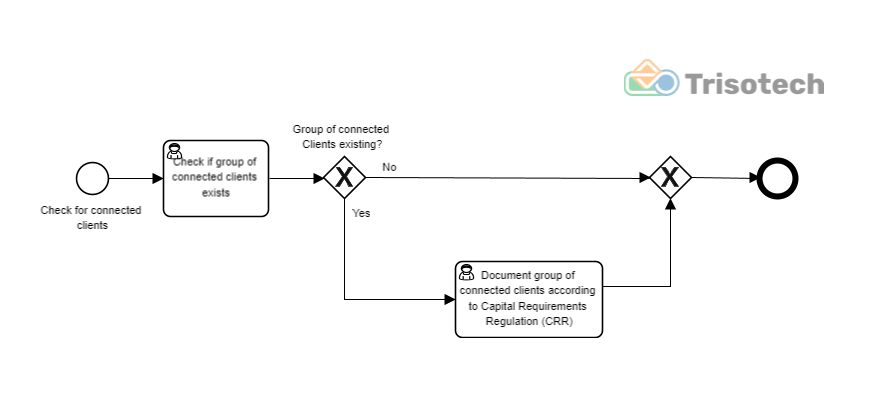 Trisotech
Group of connected
Clients existing?
Check if group of
connected clients
exists
X
No
X
Check for connected
clients
Yes
Document group of
connected clients according
to Capital Requirements
Regulation (CRR)